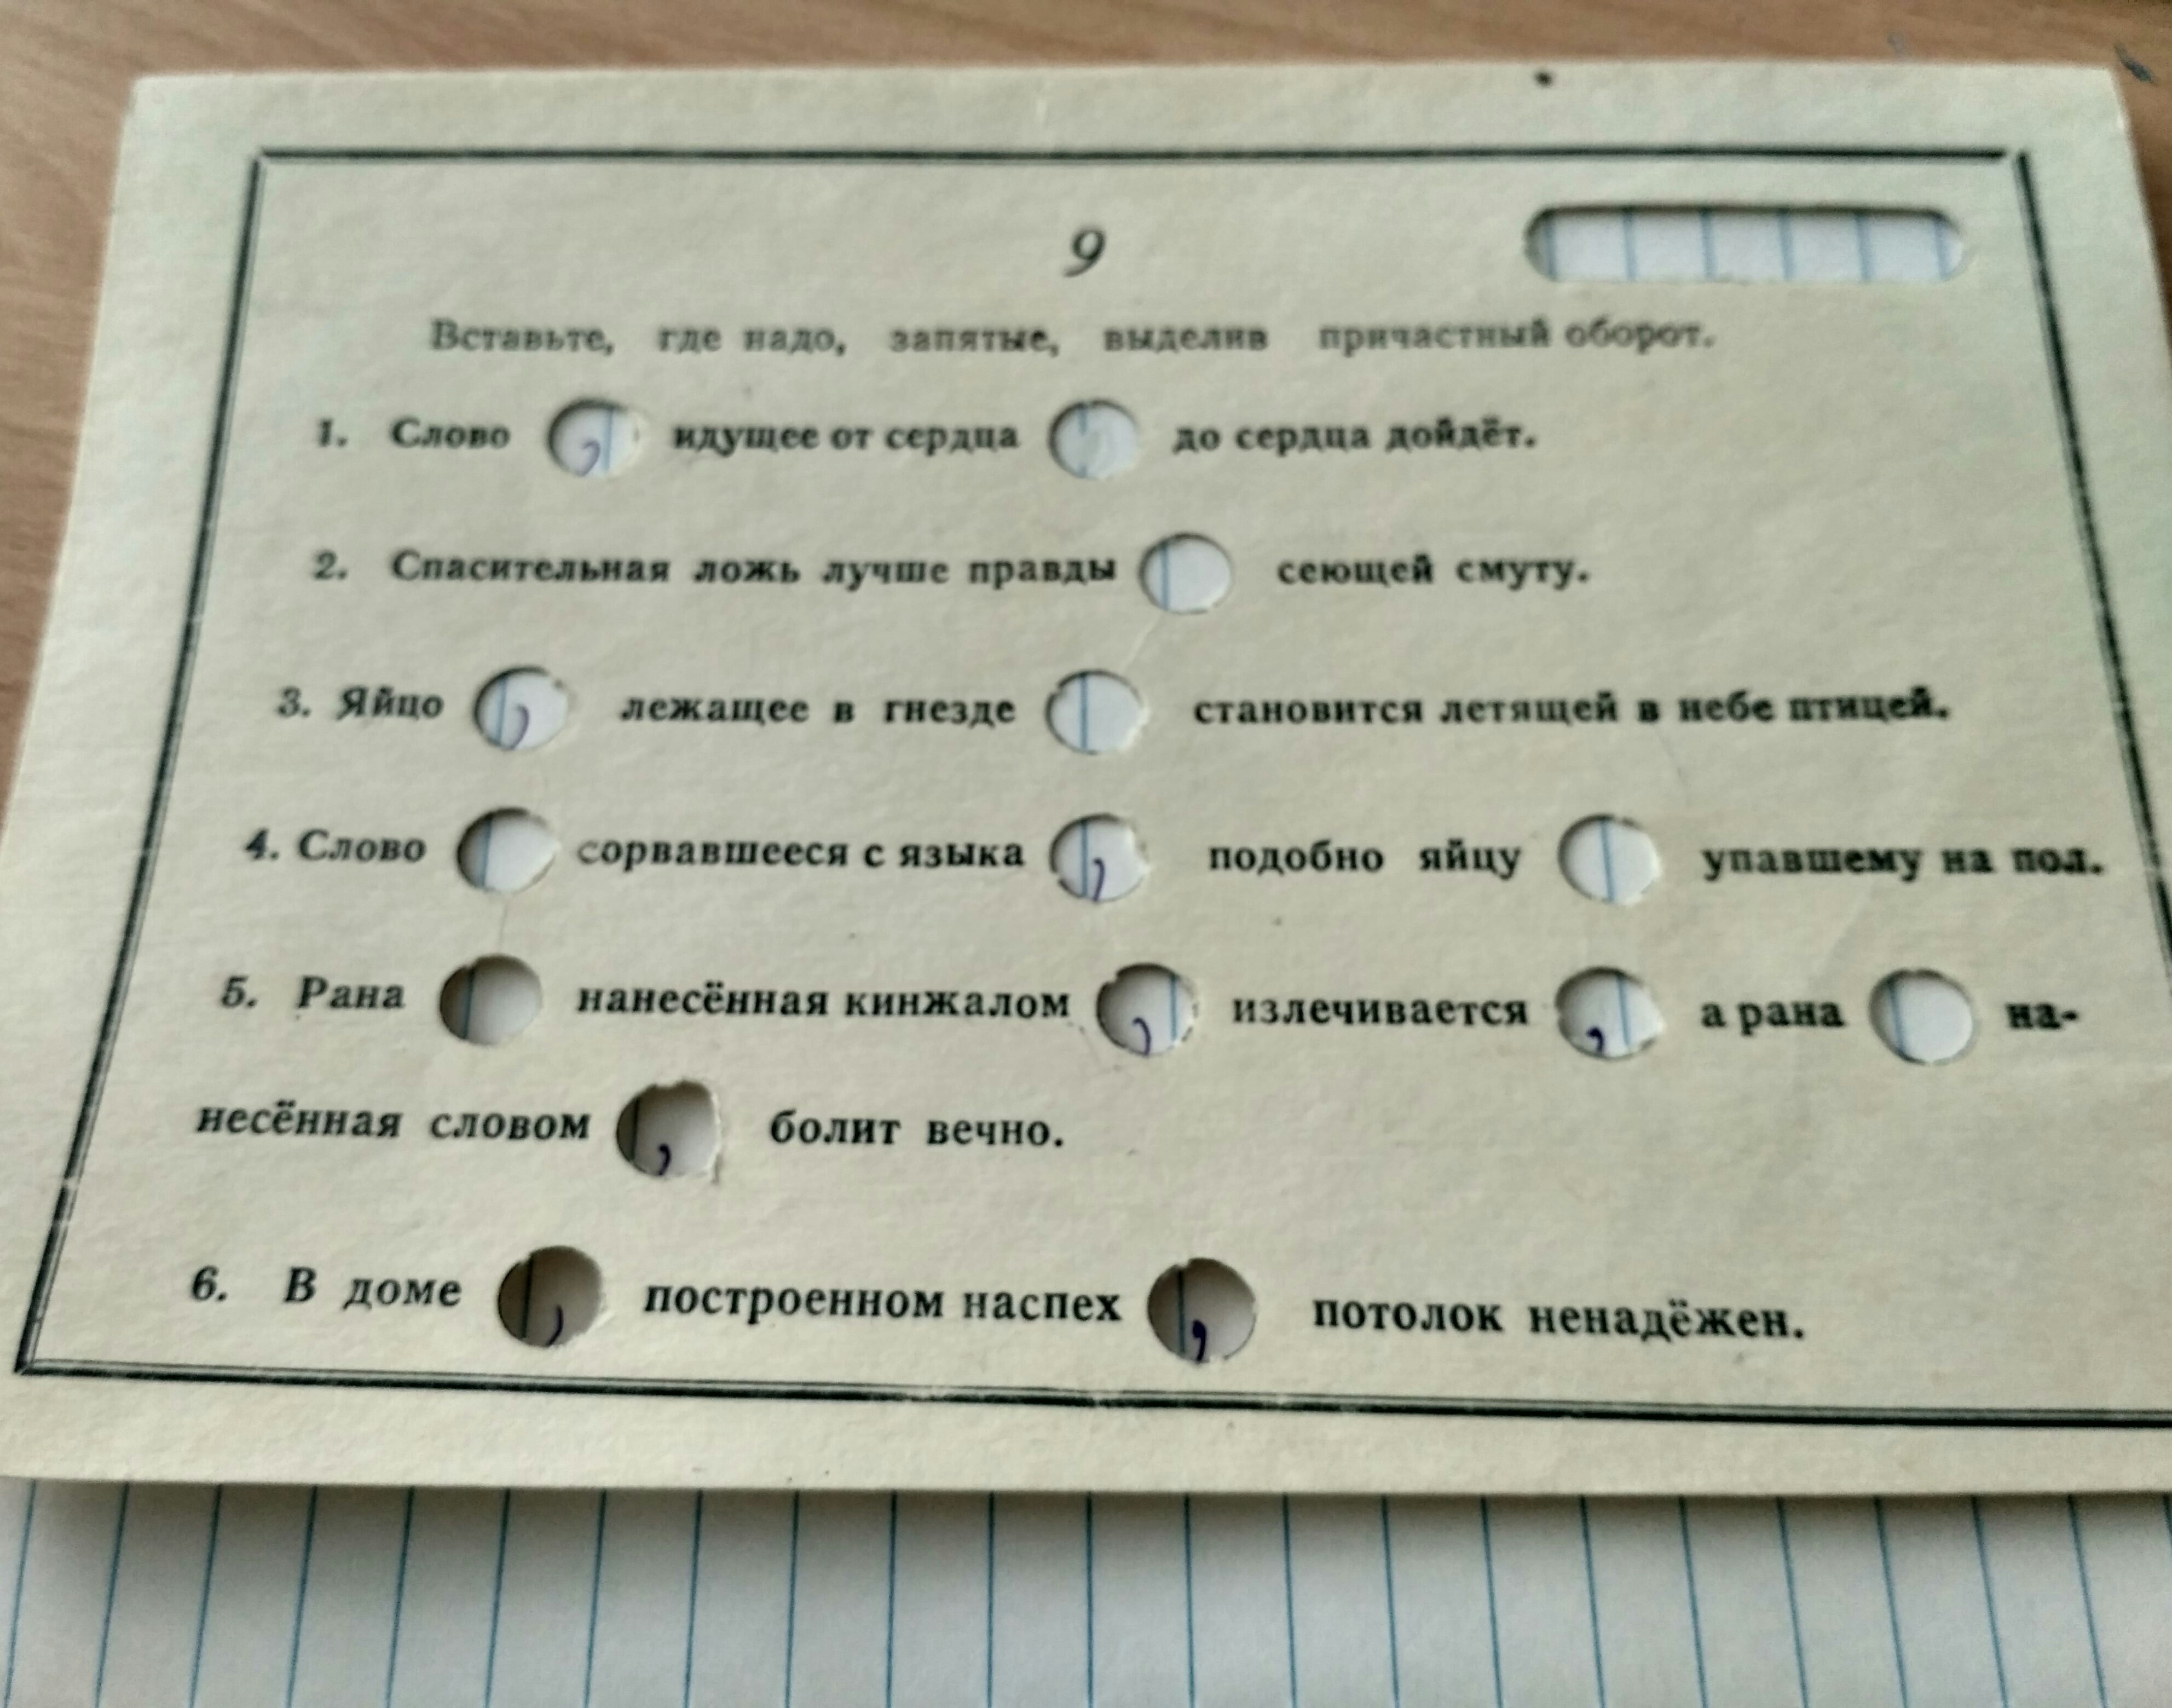 9
Вставьте, где надо, запятые, выделив причастный оборот.
1. Слово , идущее от сердца до сердца дойдёт.
2. Спасительная ложь лучше правды сеющей смуту.
3. Яйцо , лежащее в гнезде становится летящей в небе птицей.
4. Слово сорвавшееся с языка , подобно яйцу упавшему на пол.
5. Рана нанесённая кинжалом , излечивается , а рана на-
несённая словом , болит вечно.
6. В доме , построенном наспех , потолок ненадёжен.